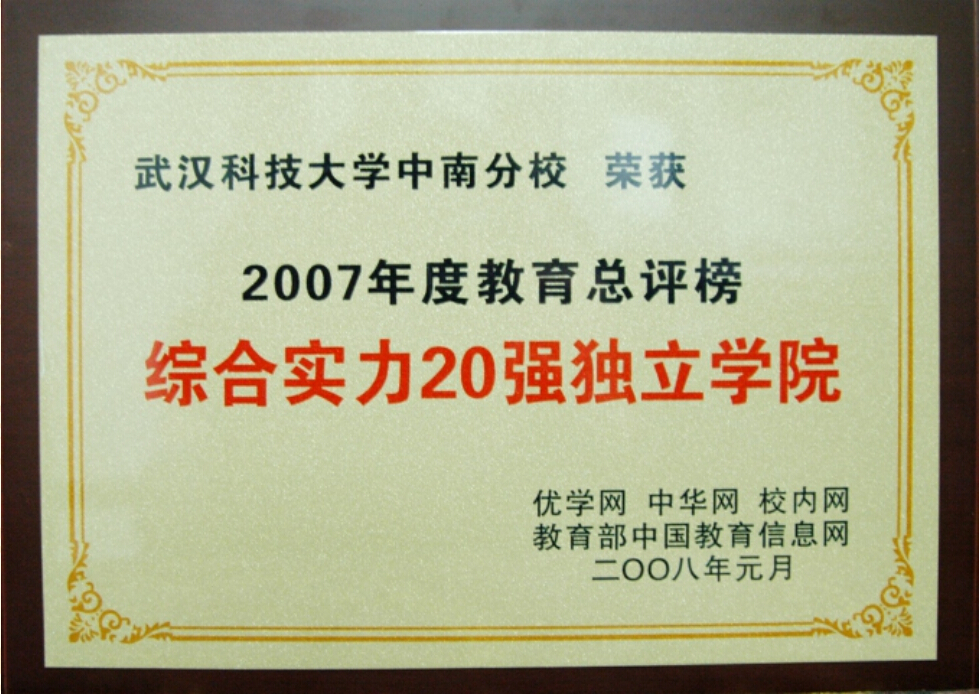 武汉科技大学中南分校 荣获
2007年度教育总评榜
综合实力20强独立学院
优学网 中华网 校内网
教育部中国教育信息网
二〇〇八年元月